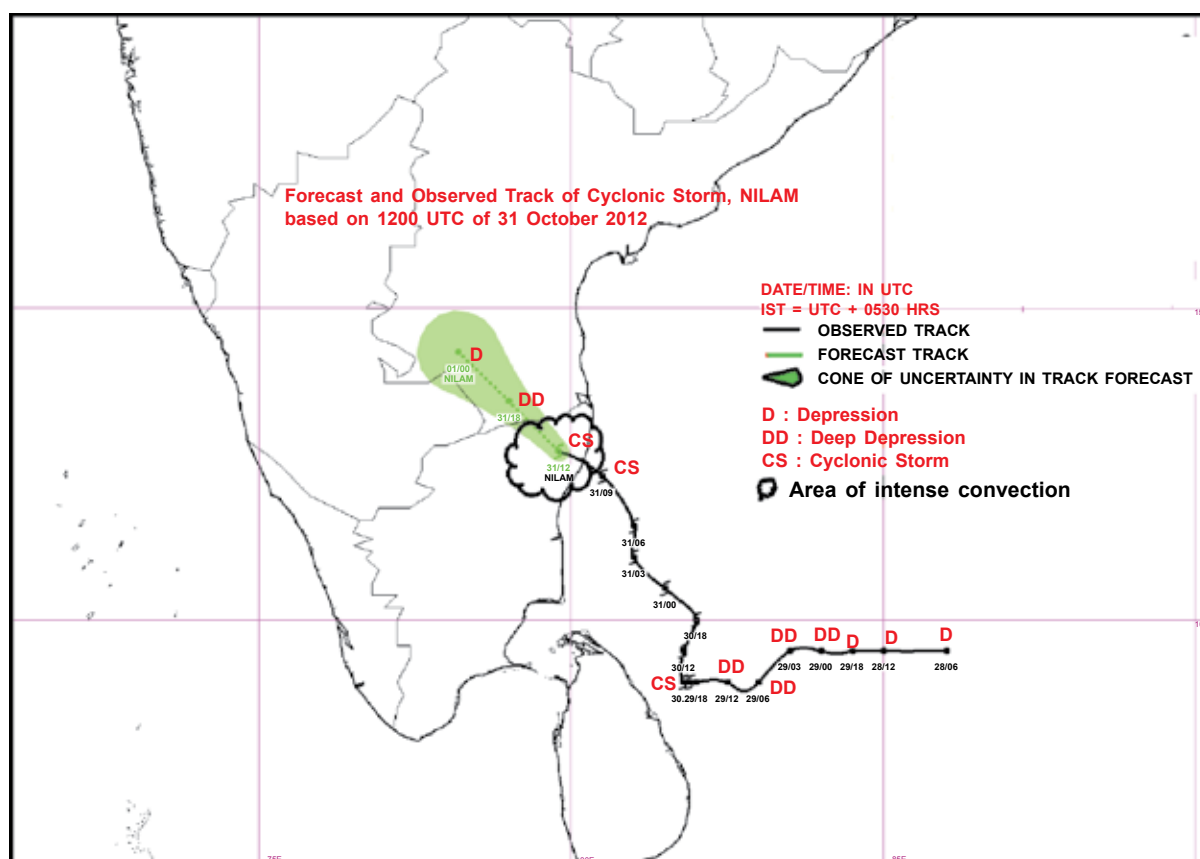 Forecast and Observed Track of Cyclonic Storm, NILAM
based on 1200 UTC of 31 October 2012
DATE/TIME: IN UTC
IST = UTC + 0530 HRS
OBSERVED TRACK
FORECAST TRACK
CONE OF UNCERTAINTY IN TRACK FORECAST
D : Depression
DD : Deep Depression
CS : Cyclonic Storm
Area of intense convection
D
01/00
NILAM
DD
31/18
CS
31/12
NILAM
CS
31/09
31/06
31/03
31/00
30/18
30/12
CS
30.29/18
DD
29/12
29/06
DD
DD
29/03
DD
29/00
D
29/18
D
28/12
D
28/06
75E
85E